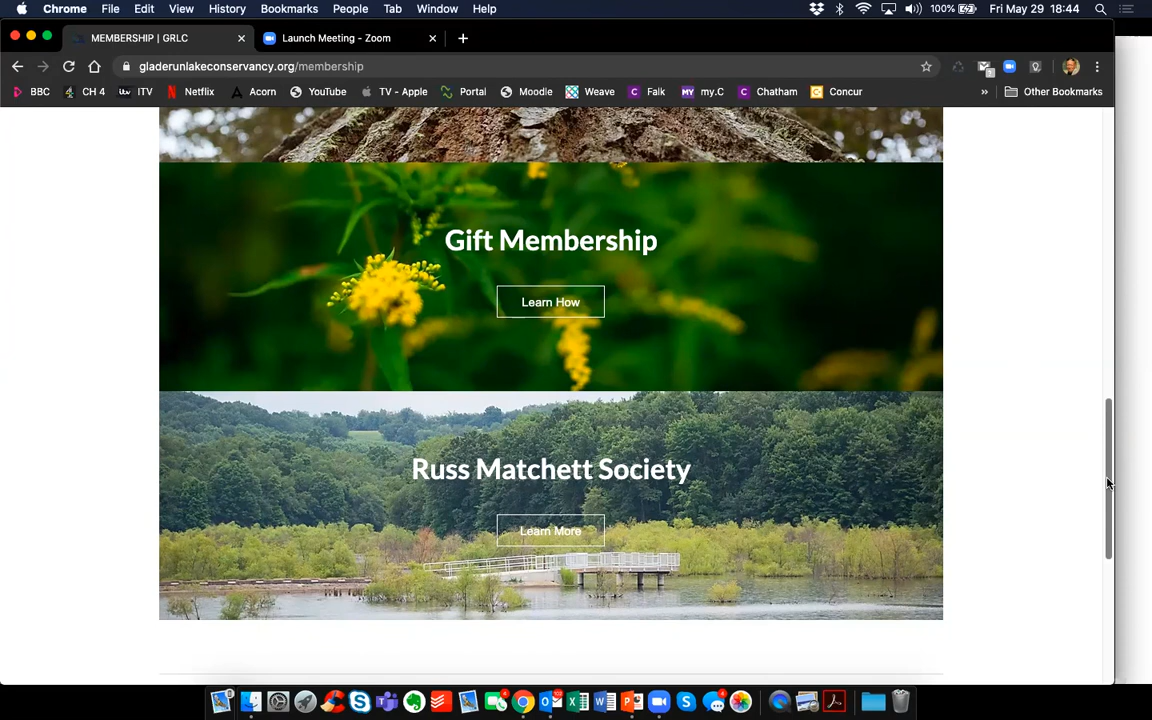 Chrome File Edit View History Bookmarks People Tab Window Help 100% Fri May 29 18:44
MEMBERSHIP | GRLC Launch Meeting - Zoom
gladerunlakeconservancy.org/membership
BBC CH 4 ITV Netflix Acorn YouTube TV - Apple Portal Moodle Weave Falk my.C Chatham Concur » Other Bookmarks
Gift Membership
Learn How
Russ Matchett Society
Learn More